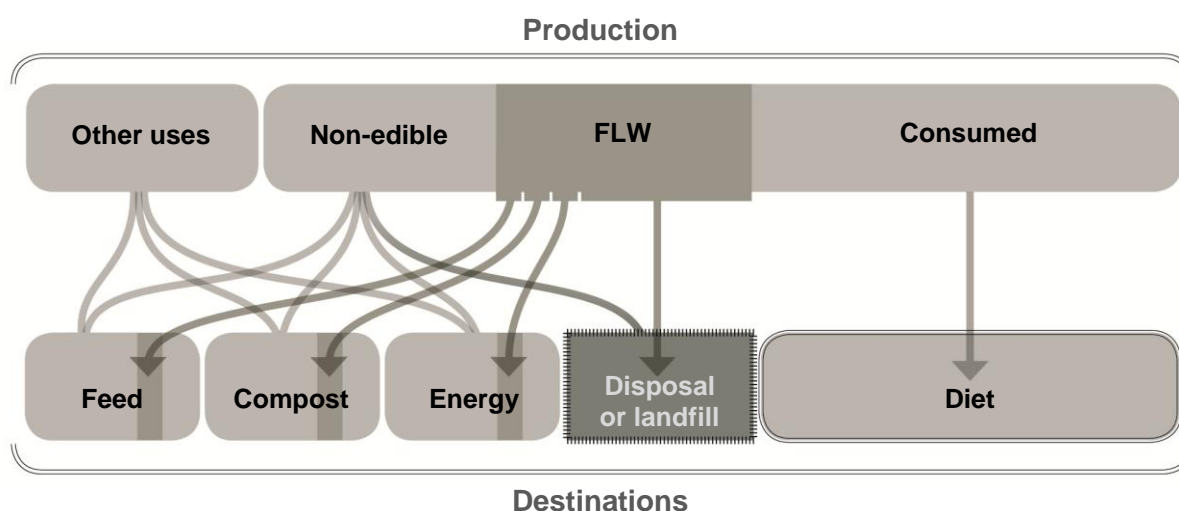 Production
Other uses
Non-edible
FLW
Consumed
Feed
Compost
Energy
Disposal
or landfill
Diet
Destinations